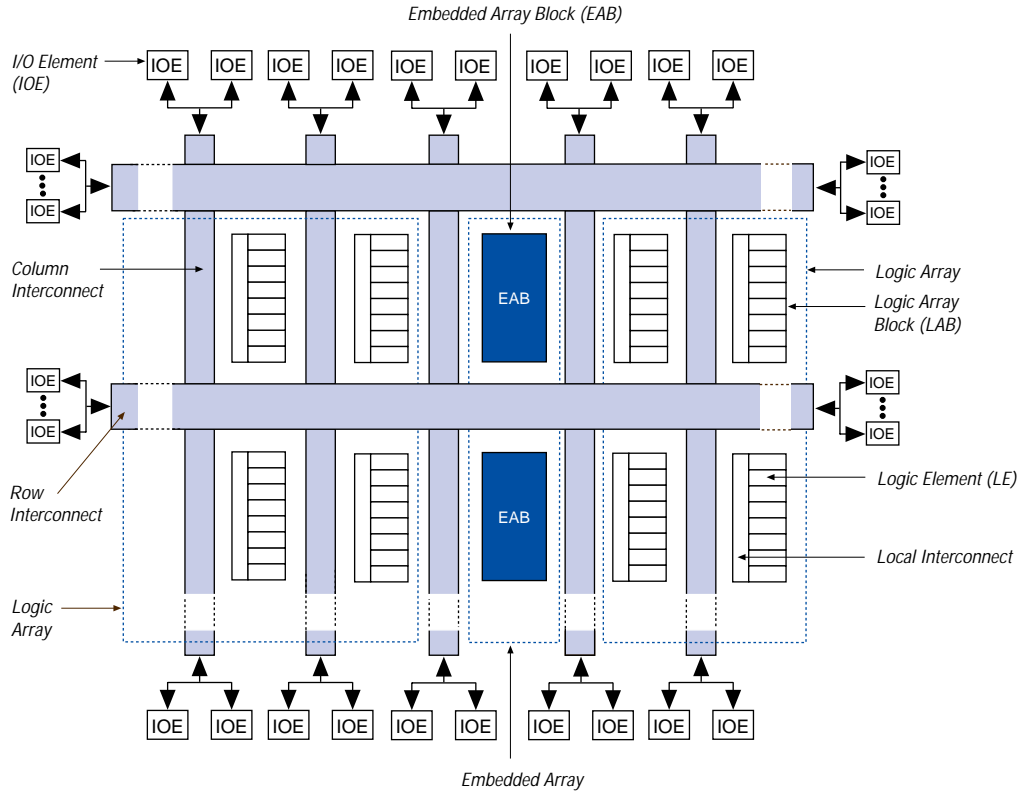 Embedded Array Block (EAB)
I/O Element
(IOE)
IOE IOE IOE IOE IOE IOE IOE IOE IOE IOE
IOE IOE
IOE IOE
Column
Interconnect
EAB
Logic Array
Logic Array
Block (LAB)
IOE IOE
IOE IOE
Row
Interconnect
EAB
Logic Element (LE)
Local Interconnect
Logic
Array
IOE IOE IOE IOE IOE IOE IOE IOE IOE IOE
Embedded Array